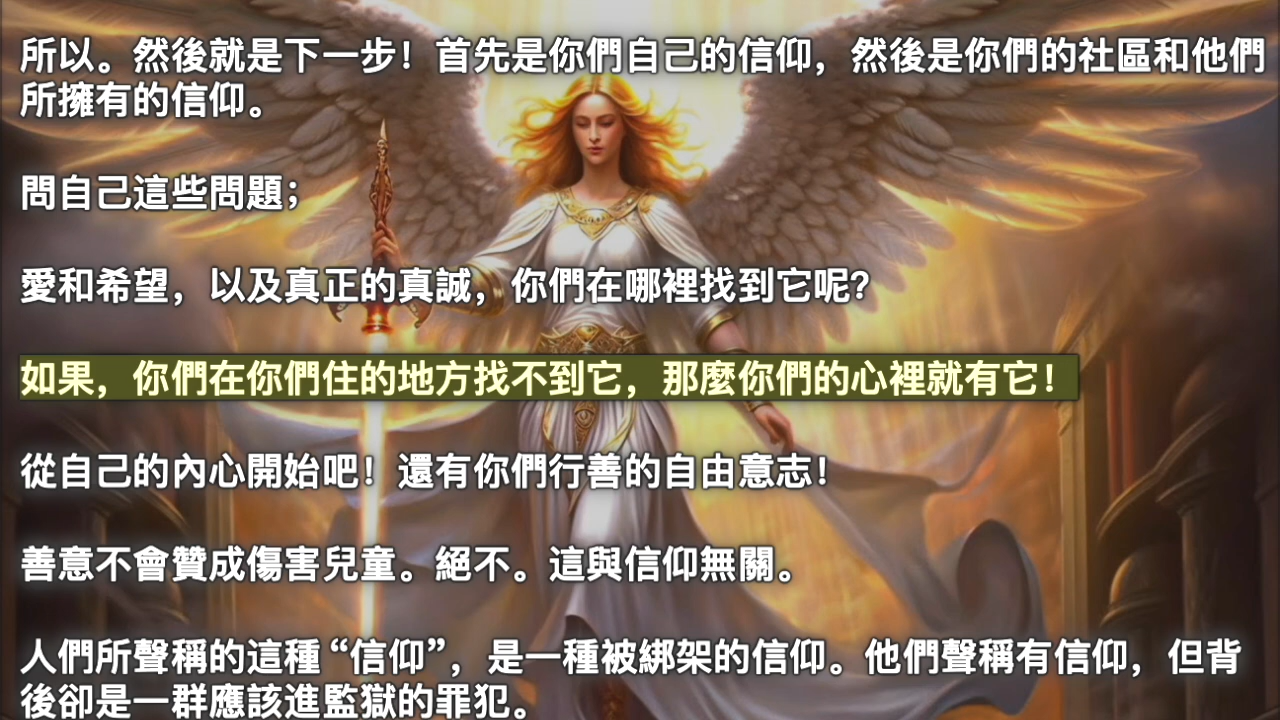 所以。然後就是下一步！首先是你們自己的信仰，然後是你們的社區和他們
所擁有的信仰。
問自己這些問題；
愛和希望，以及真正的真誠，你們在哪裡找到它呢？
如果，你們在你們住的地方找不到它，那麼你們的心裡就有它！
從自己的內心開始吧！還有你們行善的自由意志！
善意不會贊成傷害兒童。絕不。這與信仰無關。
人們所聲稱的這種“信仰”，是一種被綁架的信仰。他們聲稱有信仰，但背
後卻是一群應該進監獄的罪犯。